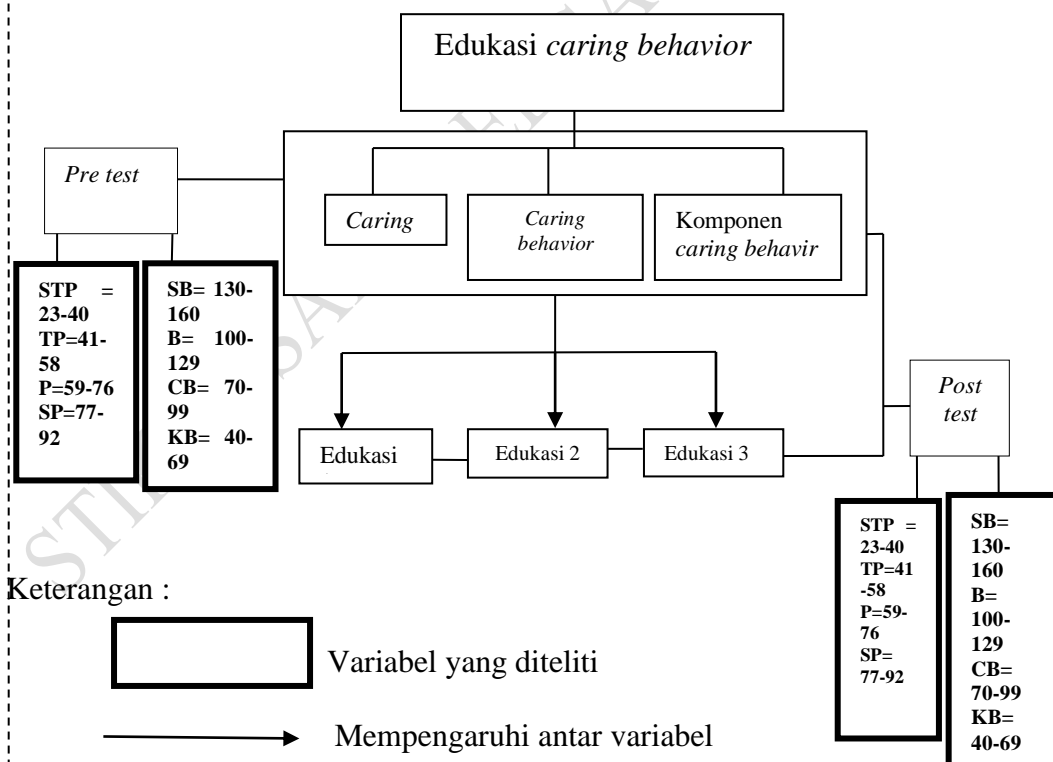 Edukasi caring behavior
Pre test
Caring
Caring
behavior
Komponen
caring behavir
STP =
23-40
TP=41-
58
P=59-76
SP=77-
92
SB= 130-
160
B= 100-
129
CB= 70-
99
KB= 40-
69
Edukasi
Edukasi 2
Edukasi 3
Post
test
STP =
23-40
TP=41
-58
P=59-
76
SP=
77-92
SB=
130-
160
B=
100-
129
CB=
70-99
KB=
40-69
Keterangan :
Variabel yang diteliti
Mempengaruhi antar variabel